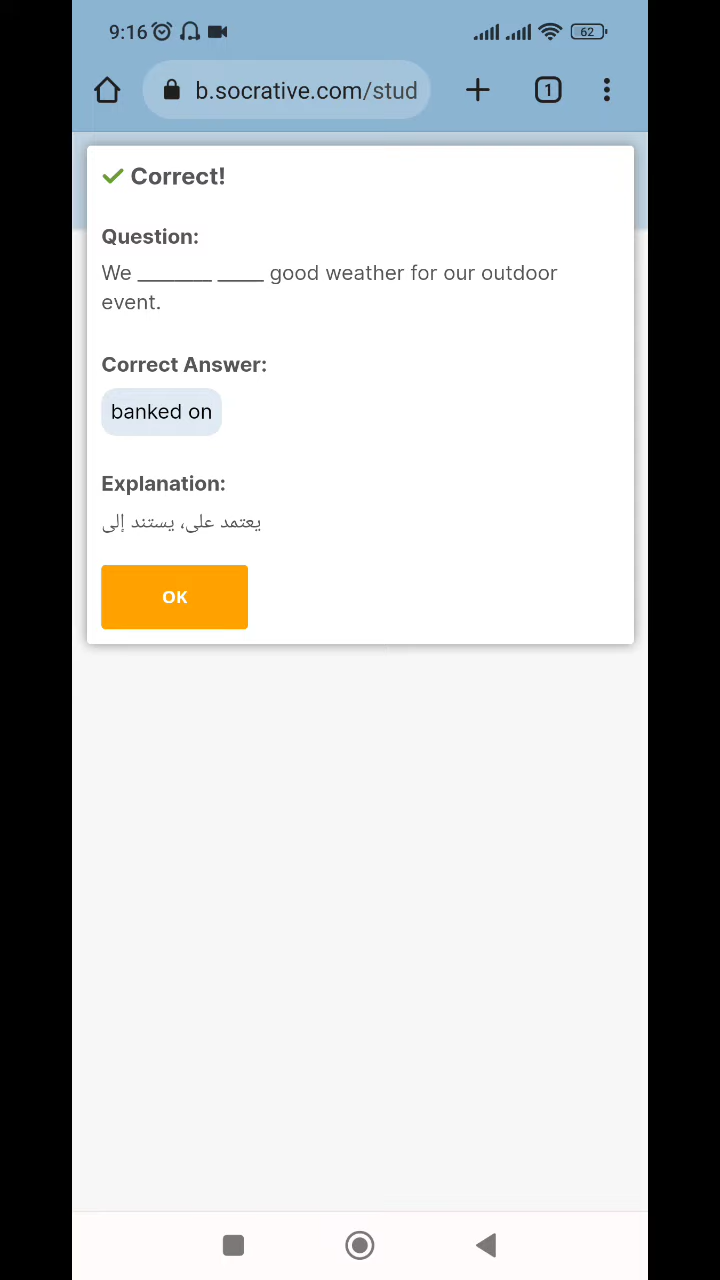 9:16
62
b.socrative.com/stud
1
Correct!
Question:
We ________ _____ good weather for our outdoor
event.
Correct Answer:
banked on
Explanation:
يعتمد على، يستند إلى
OK